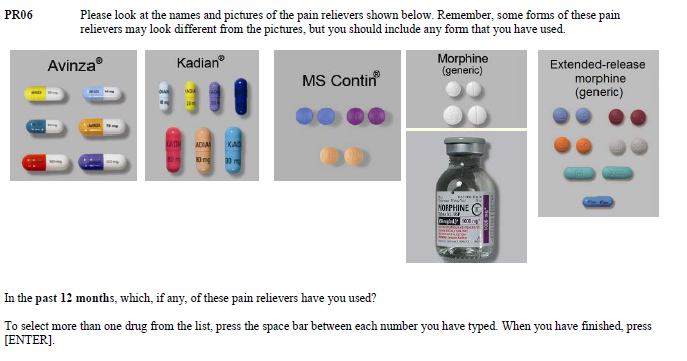 PR06 Please look at the names and pictures of the pain relievers shown below. Remember, some forms of these pain
relievers may look different from the pictures, but you should include any form that you have used.
Avinza®
Kadian®
MS Contin®
Morphine
(generic)
Extended-release
morphine
(generic)
MORPHINE
In the past 12 months, which, if any, of these pain relievers have you used?
To select more than one drug from the list, press the space bar between each number you have typed. When you have finished, press
[ENTER].